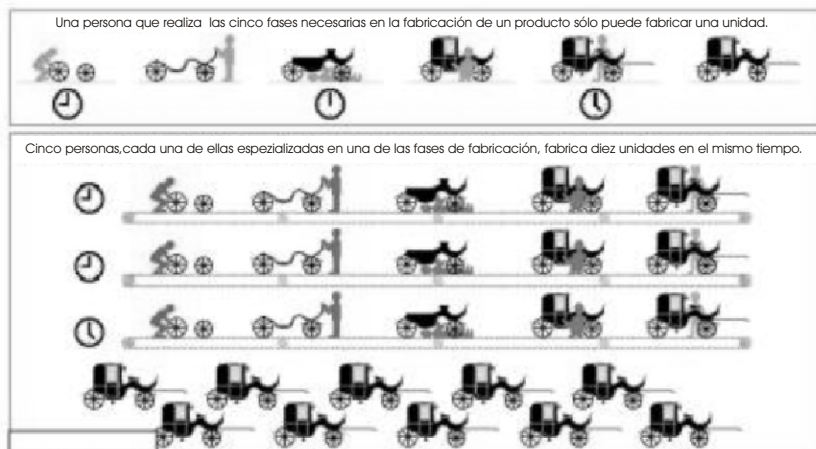 Una persona que realiza las cinco fases necesarias en la fabricación de un producto sólo puede fabricar una unidad.
Cinco personas,cada una de ellas espezializadas en una de las fases de fabricación, fabrica diez unidades en el mismo tiempo.